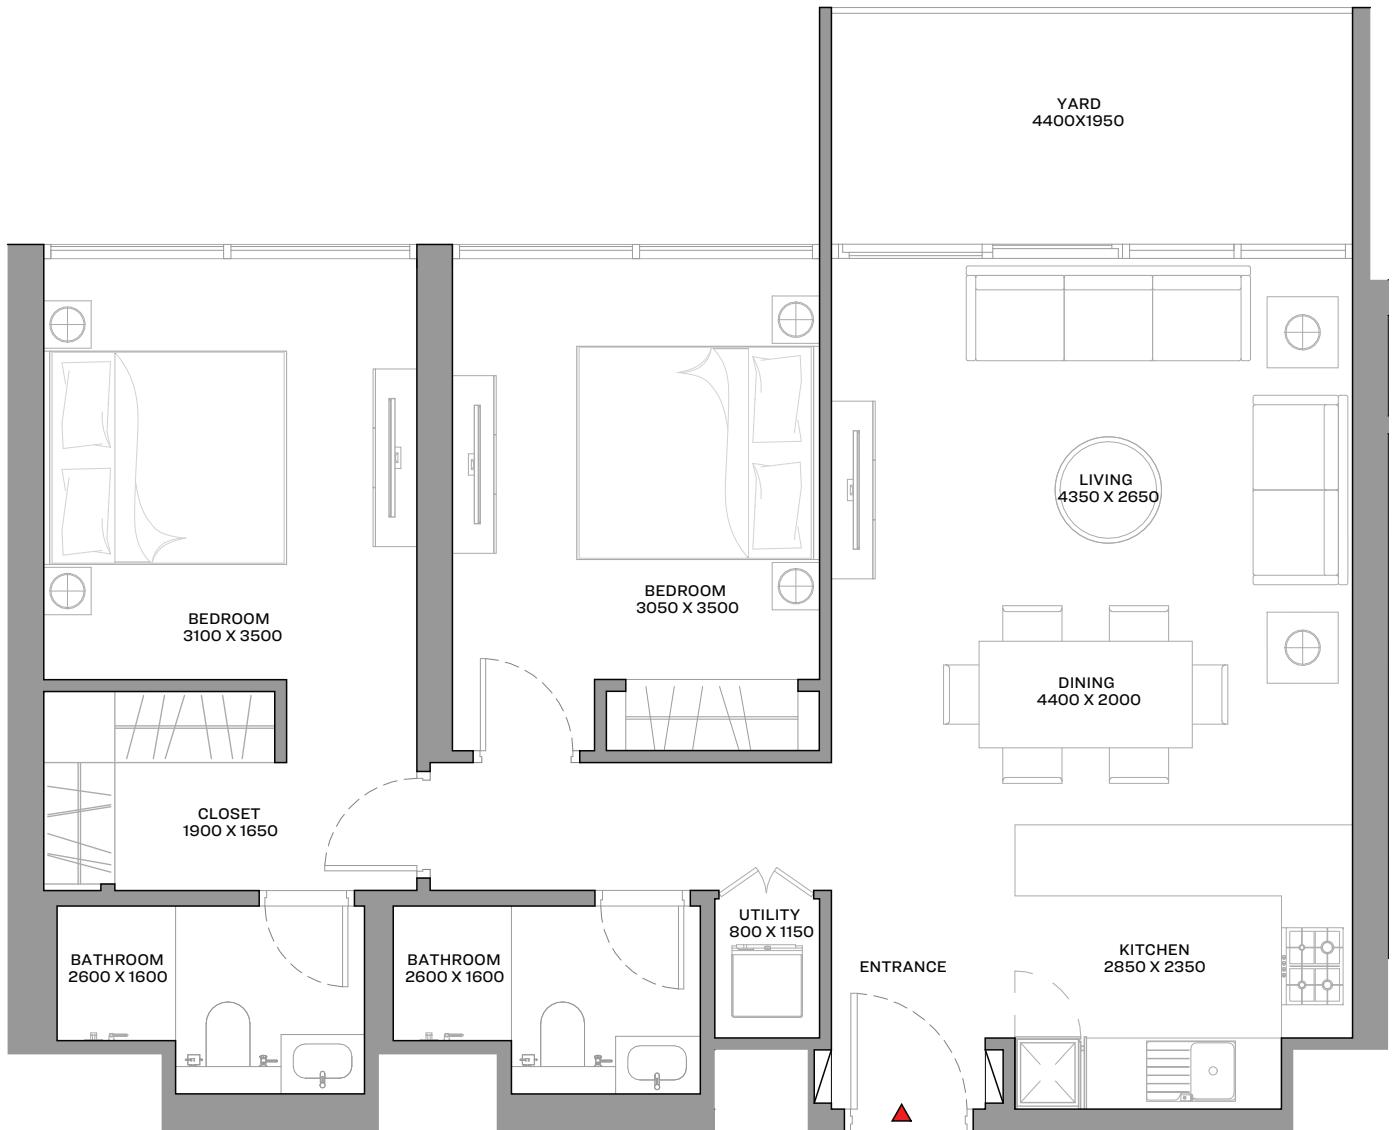 YARD
4400X1950
LIVING
4350 X 2650
BEDROOM
3050 X 3500
BEDROOM
3100 X 3500
DINING
4400 X 2000
CLOSET
1900 X 1650
UTILITY
800 X 1150
BATHROOM
2600 X 1600
BATHROOM
2600 X 1600
ENTRANCE
KITCHEN
2850 X 2350